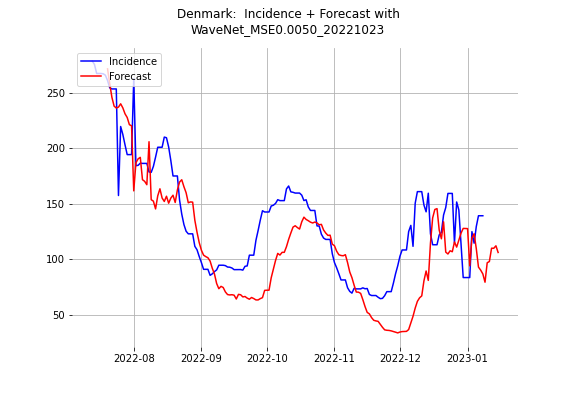 Denmark:  Incidence + Forecast with
WaveNet_MSE0.0050_20221023
Incidence
Forecast
250
200
150
100
50
2022-08
2022-09
2022-10
2022-11
2022-12
2023-01